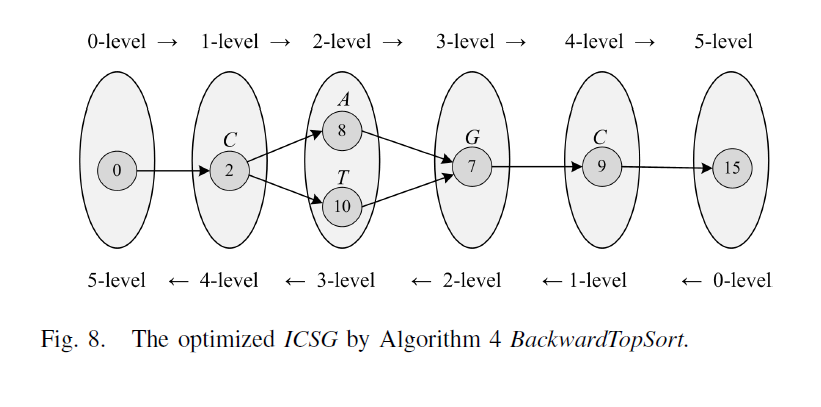 0-level → 1-level → 2-level → 3-level → 4-level → 5-level
A
C 8 G C
0 2 7 9 15
T
10
5-level ← 4-level ← 3-level ← 2-level ← 1-level ← 0-level
Fig. 8. The optimized ICSG by Algorithm 4 BackwardTopSort.